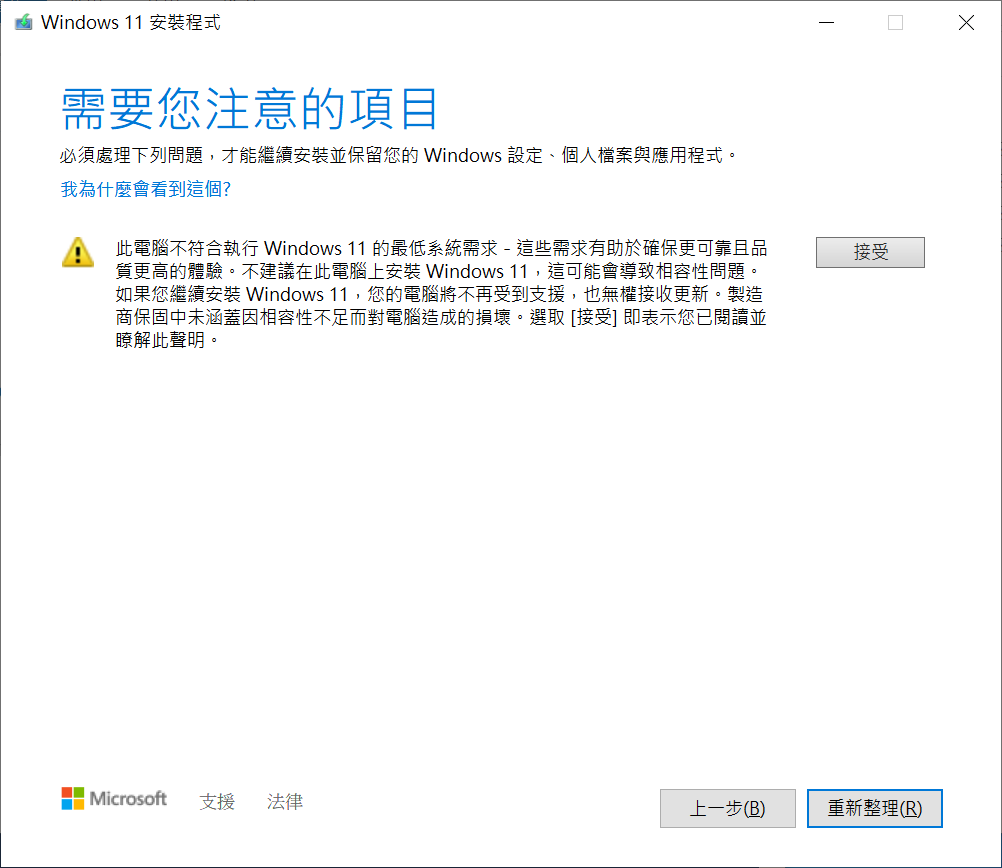 Windows 11 安裝程式
需要您注意的項目
必須處理下列問題，才能繼續安裝並保留您的 Windows 設定、個人檔案與應用程式。
我為什麼會看到這個?
此電腦不符合執行 Windows 11 的最低系統需求 - 這些需求有助於確保更可靠且品
質更高的體驗。不建議在此電腦上安裝 Windows 11，這可能會導致相容性問題。
如果您繼續安裝 Windows 11，您的電腦將不再受到支援，也無權接收更新。製造
商保固中未涵蓋因相容性不足而對電腦造成的損壞。選取 [接受] 即表示您已閱讀並
瞭解此聲明。
接受
Microsoft
支援
法律
上一步(B)
重新整理(R)